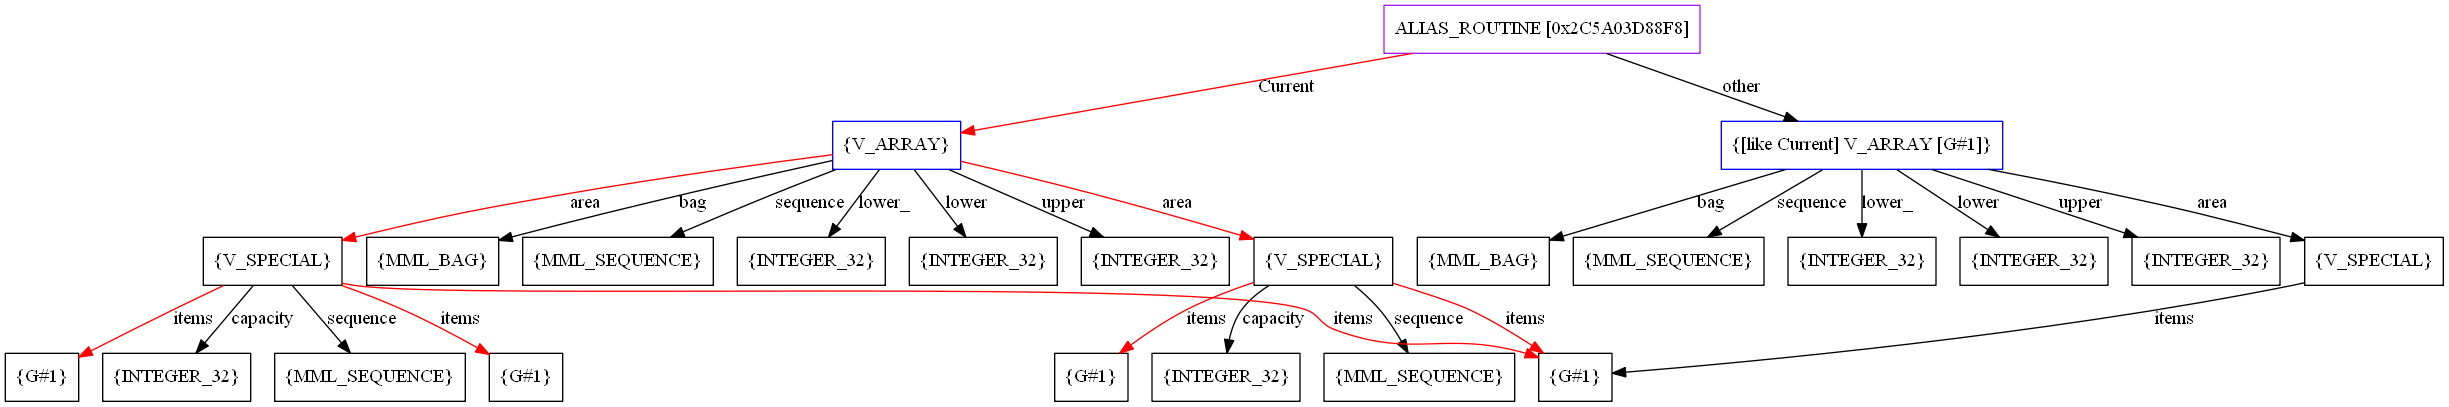 ALIAS_ROUTINE [0x2C5A03D88F8]
Current
other
{V_ARRAY}
{[like Current] V_ARRAY [G#1]}
area
bag
sequence
lower_
lower
upper
area
bag
sequence
lower_
lower
upper
area
{V_SPECIAL}
{MML_BAG}
{MML_SEQUENCE}
{INTEGER_32}
{INTEGER_32}
{INTEGER_32}
{V_SPECIAL}
{MML_BAG}
{MML_SEQUENCE}
{INTEGER_32}
{INTEGER_32}
{INTEGER_32}
{V_SPECIAL}
items
capacity
sequence
items
items
capacity
items
sequence
items
items
{G#1}
{INTEGER_32}
{MML_SEQUENCE}
{G#1}
{G#1}
{INTEGER_32}
{MML_SEQUENCE}
{G#1}